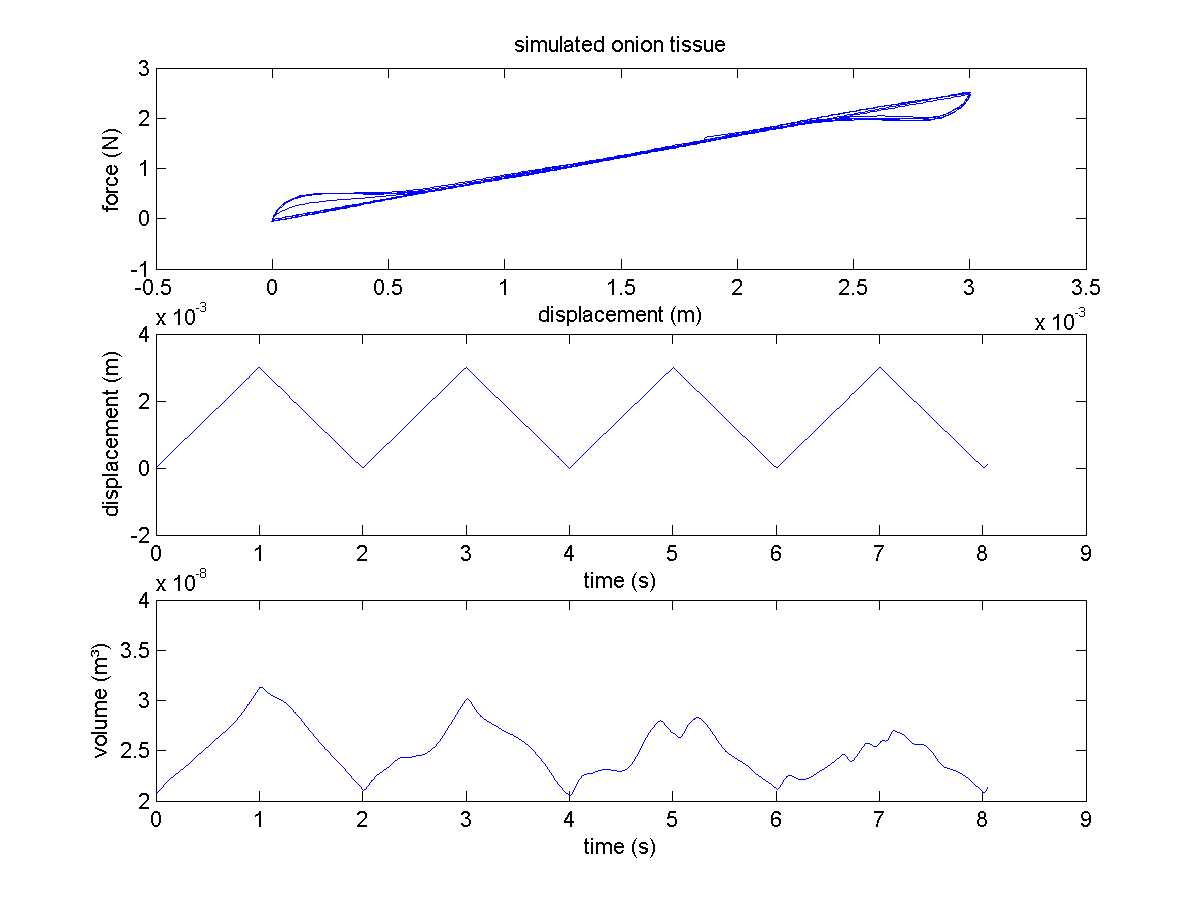 simulated onion tissue
3
2
1
0
-1
force (N)
-0.5 0 0.5 1 1.5 2 2.5 3 3.5
displacement (m)
x 10⁻³
x 10⁻³
4
2
0
-2
displacement (m)
0 1 2 3 4 5 6 7 8 9
time (s)
x 10⁻⁸
4
3.5
3
2.5
2
volume (m³)
0 1 2 3 4 5 6 7 8 9
time (s)